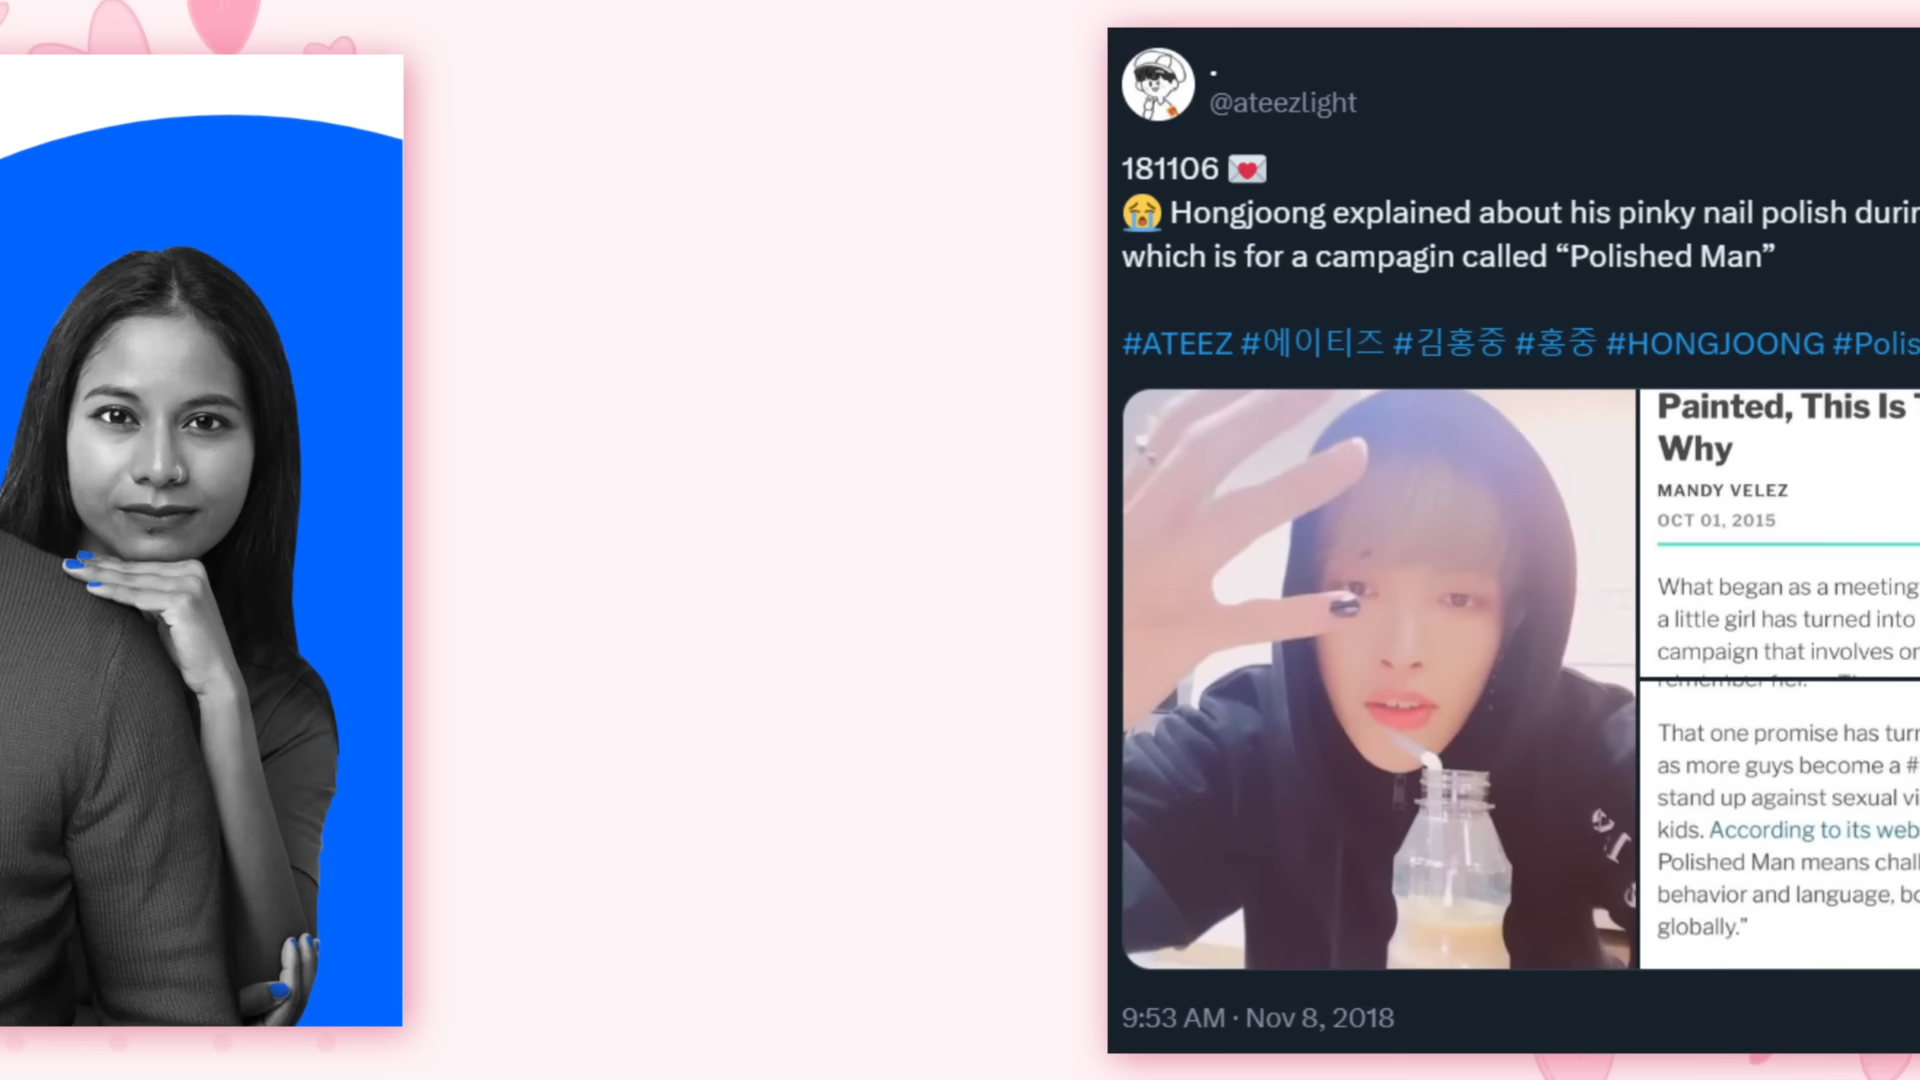 .
@ateezlight
181106 💌
😭 Hongjoong explained about his pinky nail polish durin
which is for a campagin called “Polished Man”
#ATEEZ #에이티즈 #김홍중 #홍중 #HONGJOONG #Polis
Painted, This Is T
Why
MANDY VELEZ
OCT 01, 2015
What began as a meeting
a little girl has turned into
campaign that involves or
That one promise has turn
as more guys become a #
stand up against sexual vi
kids. According to its web
Polished Man means chall
behavior and language, bo
globally."
9:53 AM · Nov 8, 2018